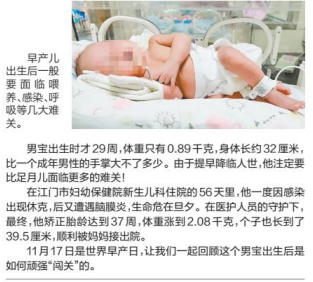 早产儿
出生后一般
要面临喂
养、感染、呼
吸等几大难
关。
男宝出生时才29周，体重只有0.89千克，身体长约32厘米，
比一个成年男性的手掌大不了多少。由于提早降临人世，他注定要
比足月儿面临更多的难关！
在江门市妇幼保健院新生儿科住院的56天里，他一度因感染
出现休克，后又遭遇脑膜炎，生命危在旦夕。在医护人员的守护下，
最终，他矫正胎龄达到37周，体重涨到2.08千克，个子也长到了
39.5厘米，顺利被妈妈接出院。
11月17日是世界早产日，让我们一起回顾这个男宝出生后是
如何顽强“闯关”的。